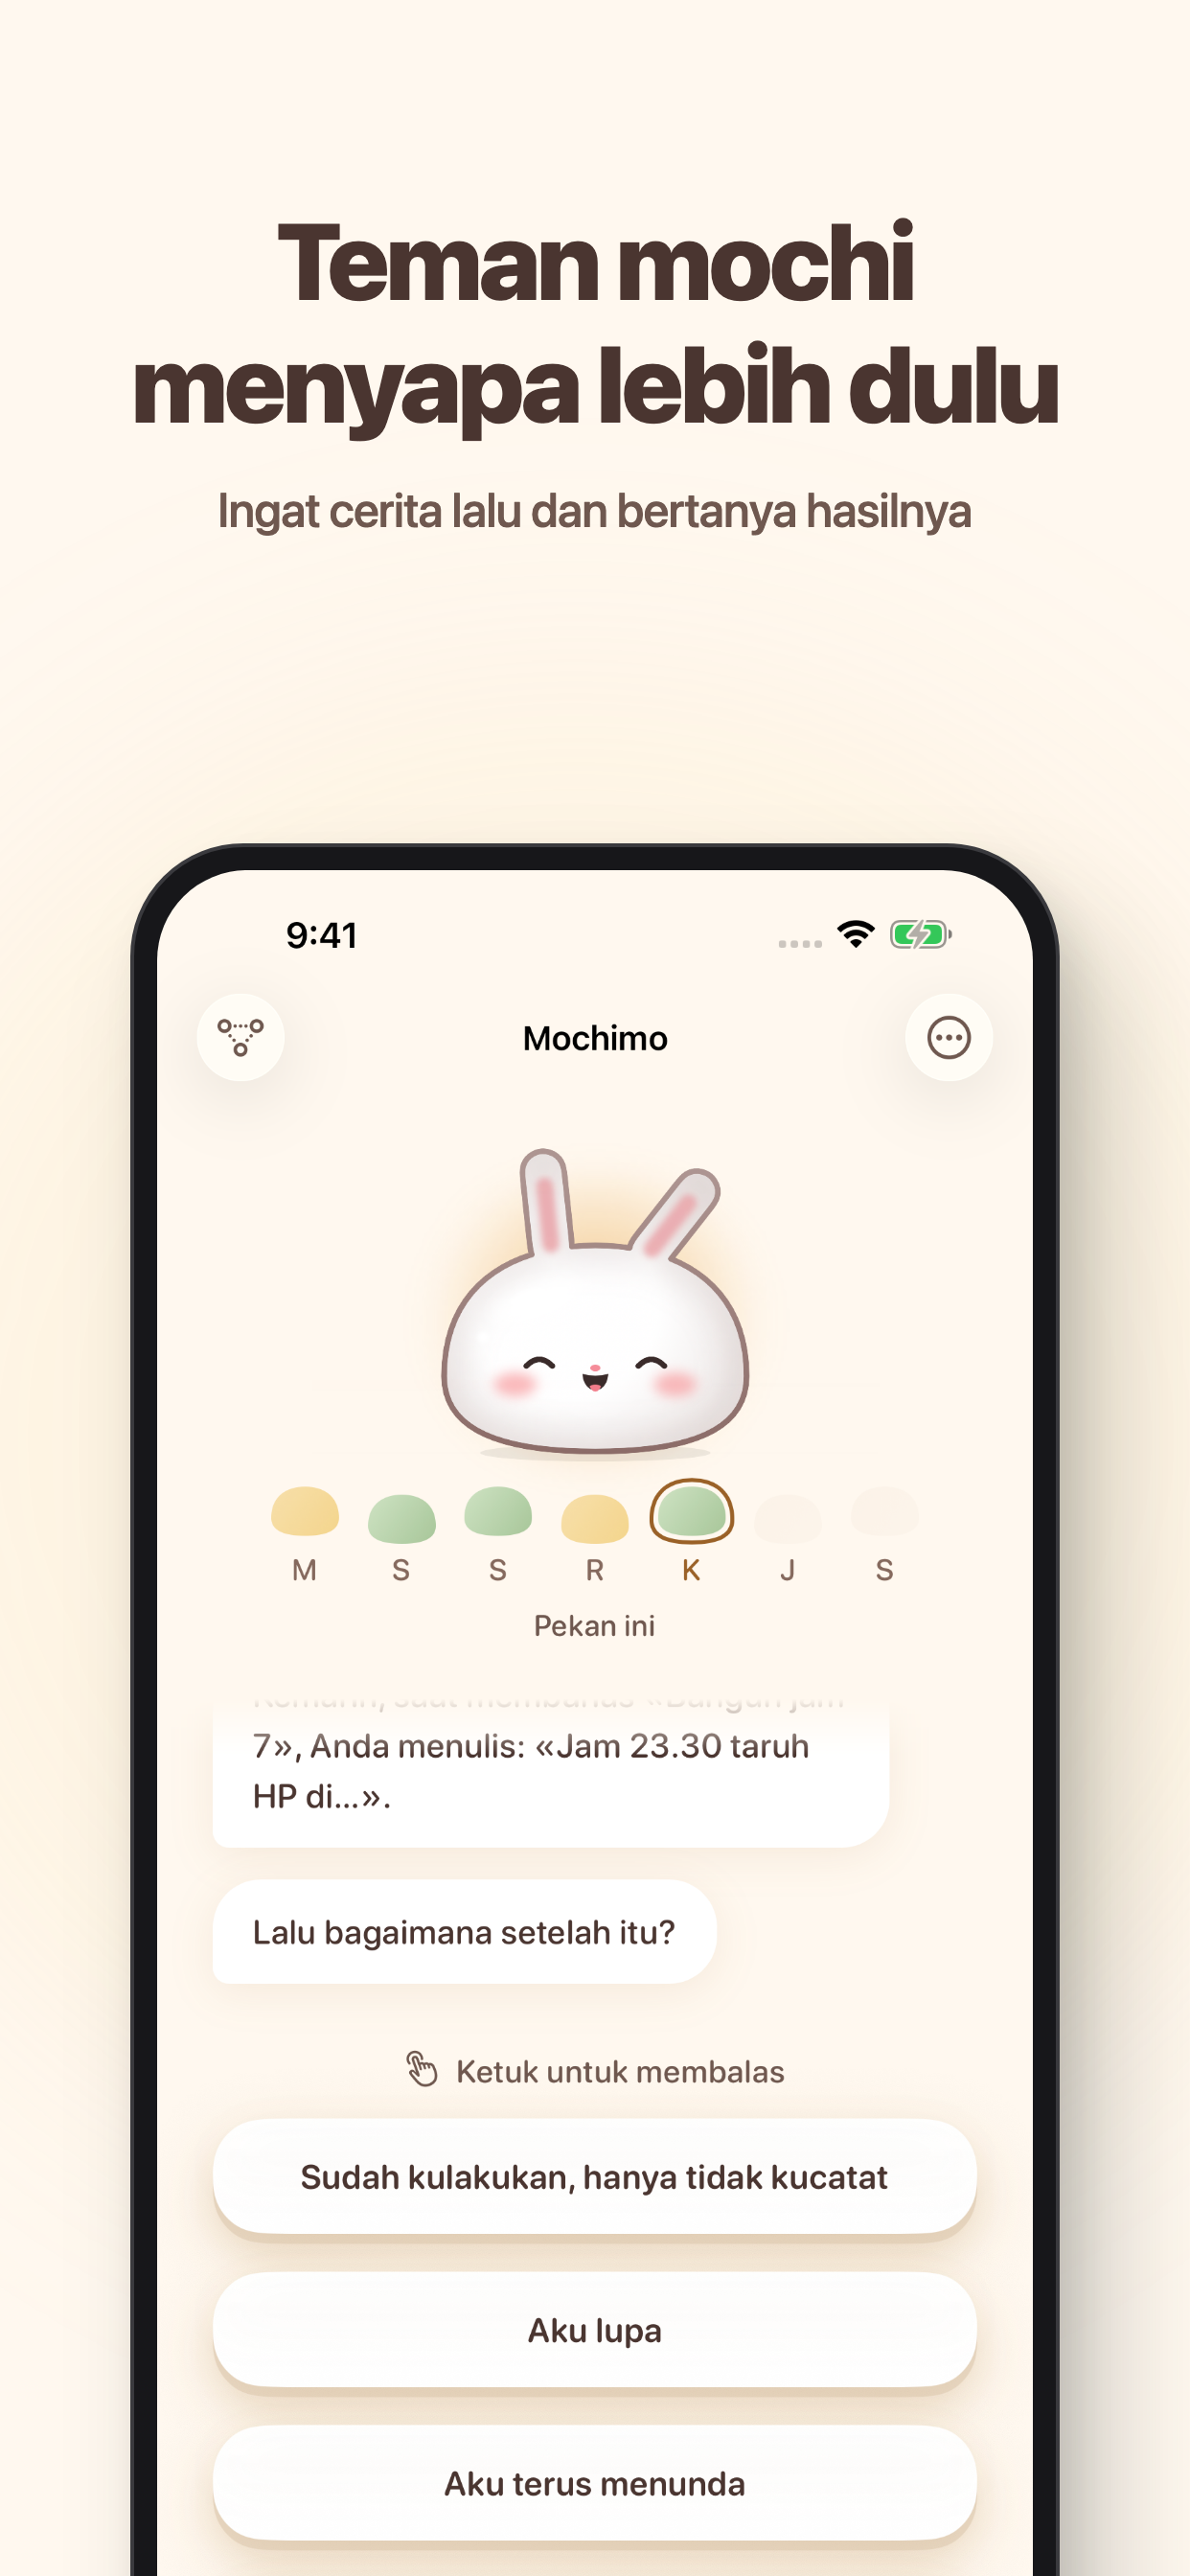 Teman mochi
menyapa lebih dulu
Ingat cerita lalu dan bertanya hasilnya
9:41
Mochimo
M S S R K J S
Pekan ini
7», Anda menulis: «Jam 23.30 taruh
HP di...».
Lalu bagaimana setelah itu?
Ketuk untuk membalas
Sudah kulakukan, hanya tidak kucatat
Aku lupa
Aku terus menunda